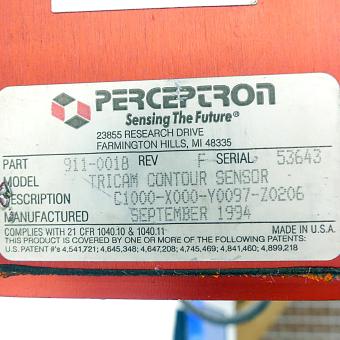 PERCEPTRON
Sensing The Future®
23855 RESEARCH DRIVE
FARMINGTON HILLS, MI 48335
PART 911-0018 REV F SERIAL 53643
MODEL TRICAM CONTOUR SENSOR
DESCRIPTION C1000-X000-Y0097-Z0206
MANUFACTURED SEPTEMBER 1994
COMPLIES WITH 21 CFR 1040.10 & 1040.11 MADE IN U.S.A.
THIS PRODUCT IS COVERED BY ONE OR MORE OF THE FOLLOWING PATENTS:
U.S. PATENT #'s 4,541,721; 4,645,348; 4,647,208; 4,745,469; 4,841,460; 4,899,218